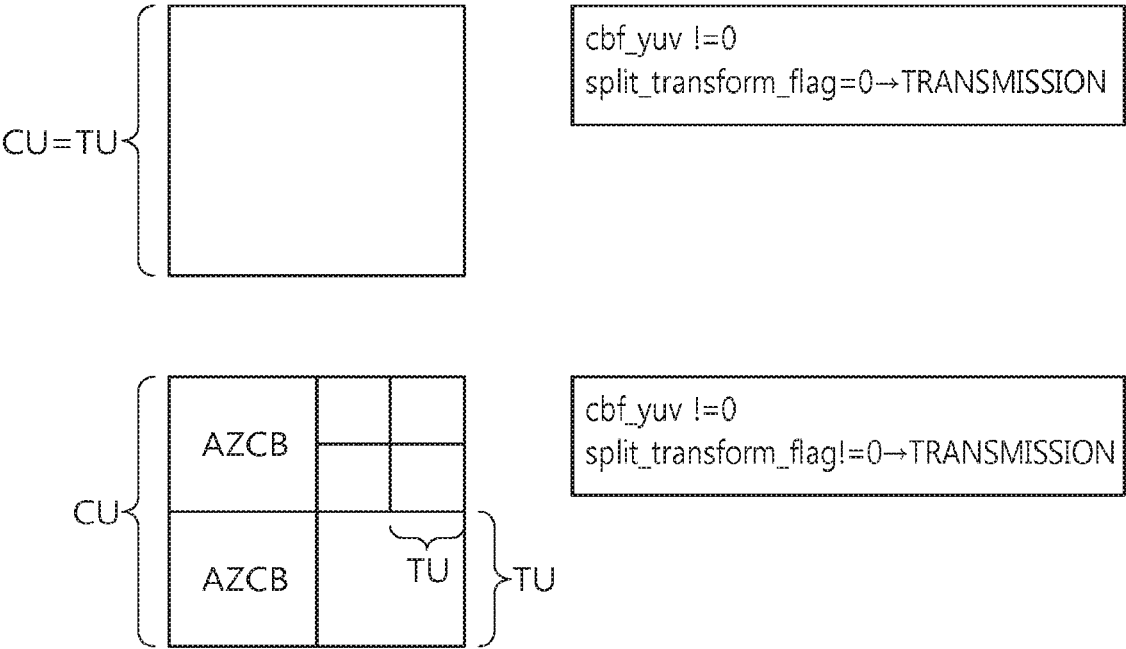 cbf_yuv !=0
split_transform_flag=0→TRANSMISSION
CU=TU
cbf_yuv !=0
split_transform_flag!=0→TRANSMISSION
AZCB
CU
AZCB
TU
TU